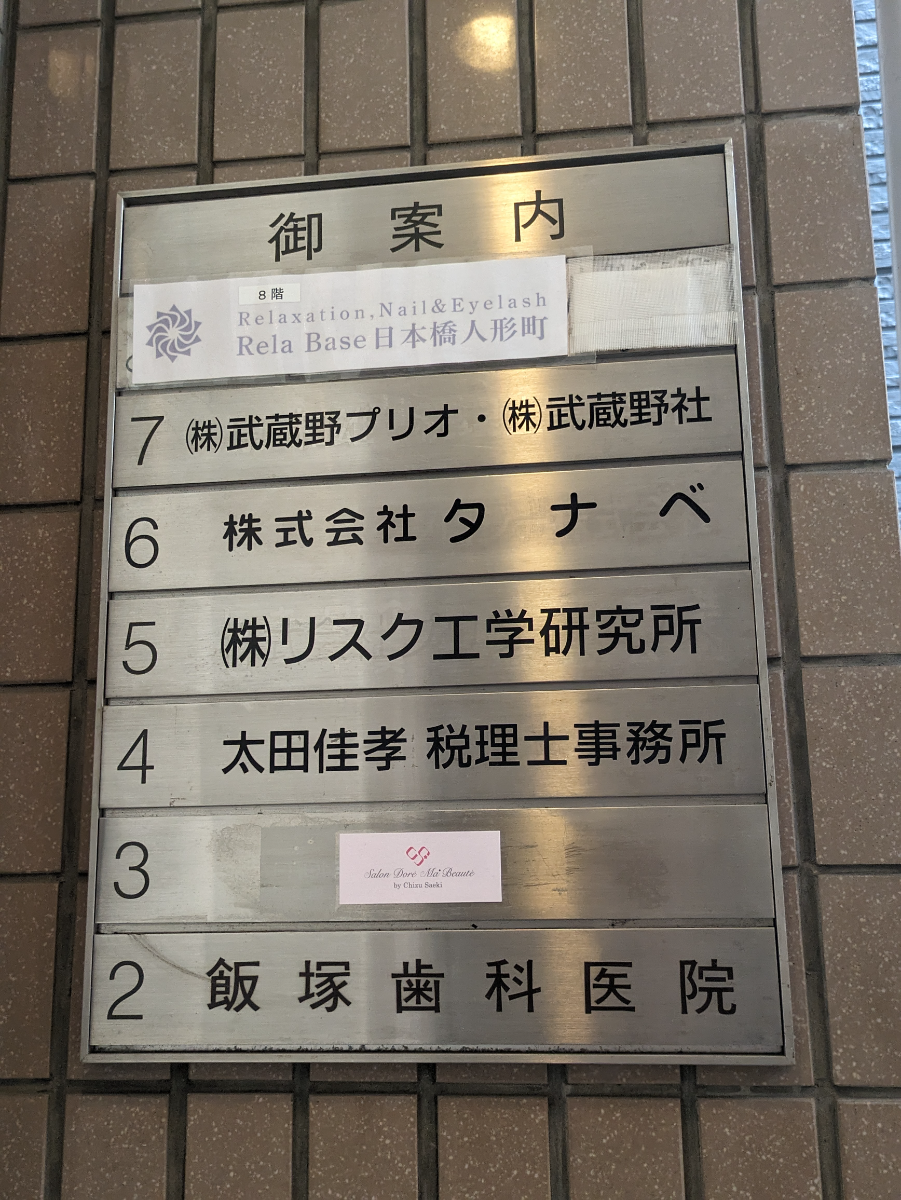 御案内
8階
Relaxation,Nail&Eyelash
Rela Base日本橋人形町
7 ㈱武蔵野プリオ・㈱武蔵野社
6 株式会社タナベ
5 ㈱リスク工学研究所
4 太田佳孝 税理士事務所
3
Salon Doré Ma Beauté
by Chizu Saeki
2 飯塚歯科医院